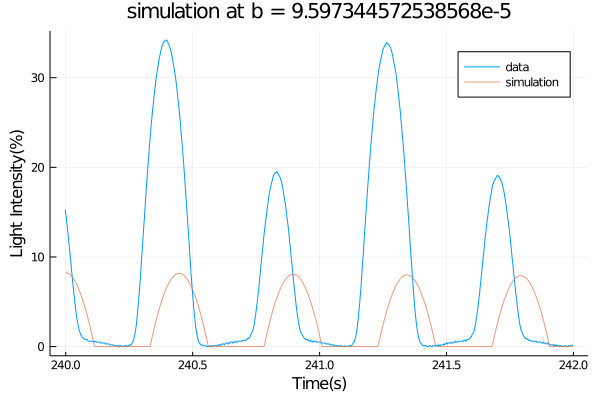 simulation at b = 9.597344572538568e-5
data
simulation
Light Intensity(%)
30
20
10
0
240.0 240.5 241.0 241.5 242.0
Time(s)